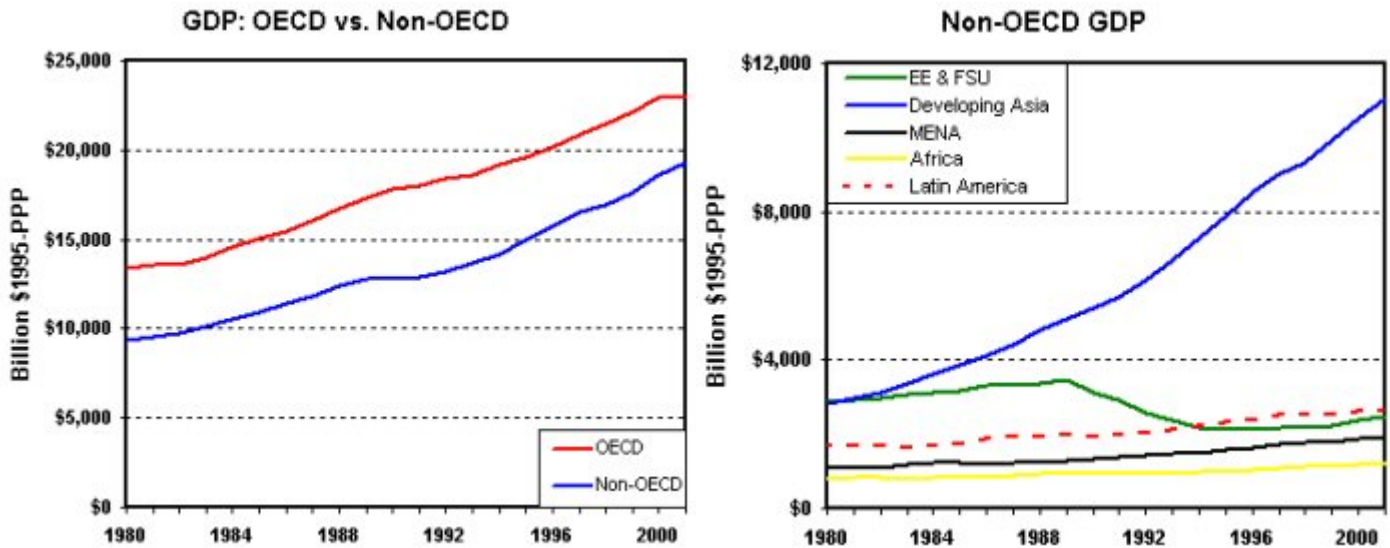 GDP: OECD vs. Non-OECD
Billion $1995-PPP
$25,000
$20,000
$15,000
$10,000
$5,000
$0
OECD
Non-OECD
1980 1984 1988 1992 1996 2000
Non-OECD GDP
Billion $1995-PPP
$12,000
$8,000
$4,000
$0
EE & FSU
Developing Asia
MENA
Africa
Latin America
1980 1984 1988 1992 1996 2000